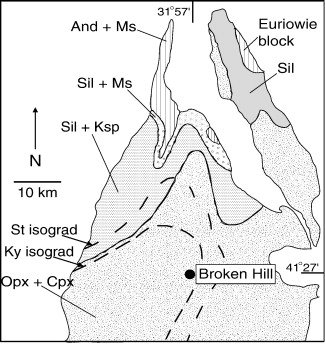 31°57'
And + Ms
Euriowie
block
Sil + Ms
Sil
Sil + Ksp
N
10 km
St isograd
Ky isograd
Opx + Cpx
Broken Hill
41°27'